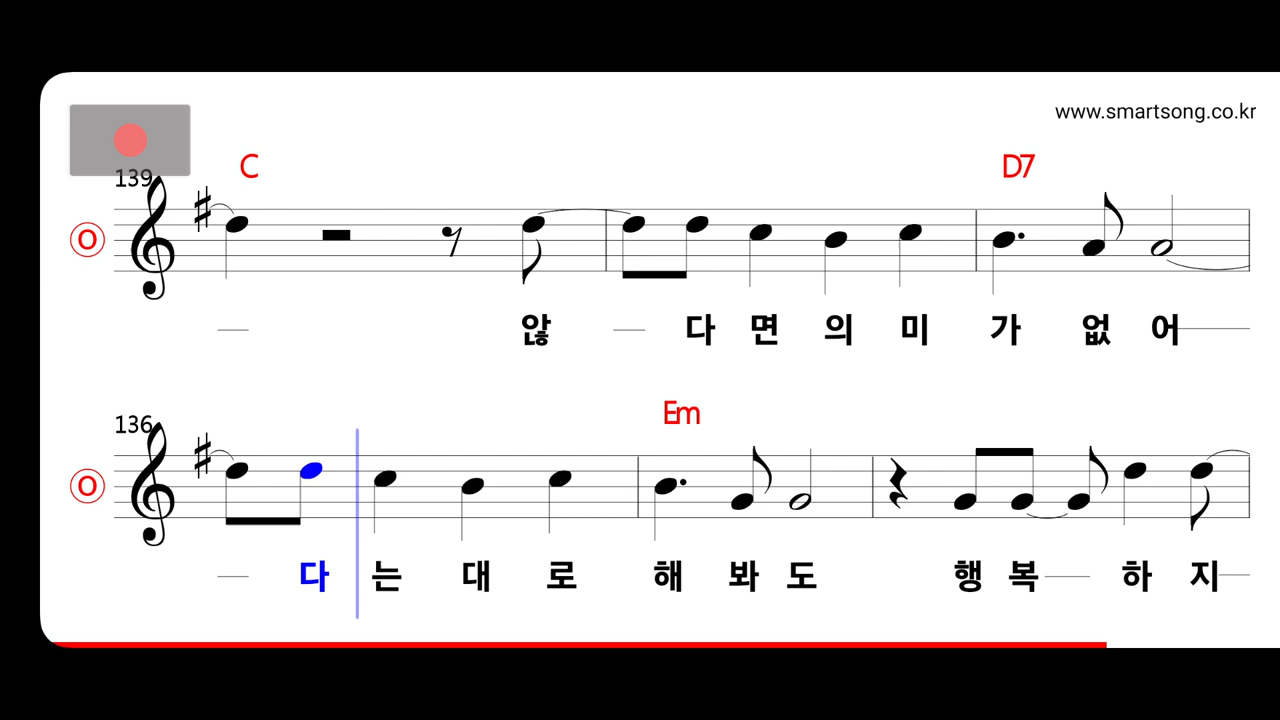 www.smartsong.co.kr
C D7
139
O
않 다 면 의 미 가 없 어
Em
136
O
다 는 대 로 해 봐 도 행 복 하 지